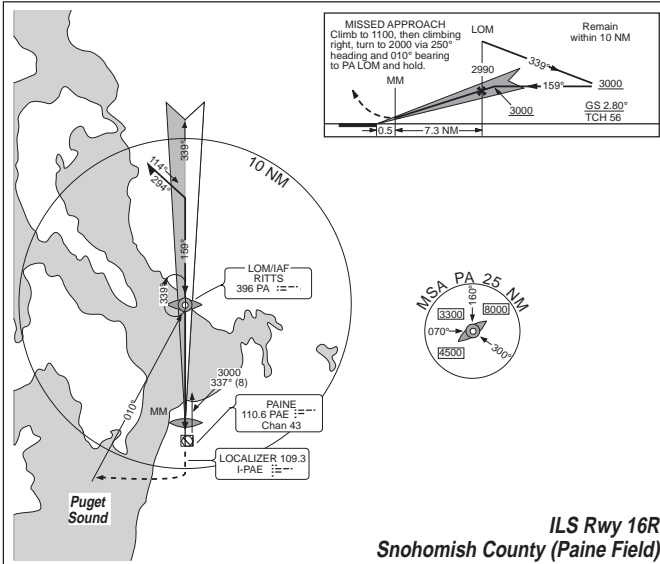 MISSED APPROACH
Climb to 1100, then climbing
right, turn to 2000 via 250°
heading and 010° bearing
to PA LOM and hold.
LOM
Remain
within 10 NM
MM
2990
339°
159°
3000
3000
GS 2.80°
TCH 56
0.5
7.3 NM
339°
10 NM
114°
294°
159°
LOM/IAF
RITTS
396 PA
339°
MSA PA 25 NM
160°
3300
8000
070°
300°
4500
3000
337° (8)
010°
MM
PAINE
110.6 PAE
Chan 43
LOCALIZER 109.3
I-PAE
Puget
Sound
ILS Rwy 16R
Snohomish County (Paine Field)